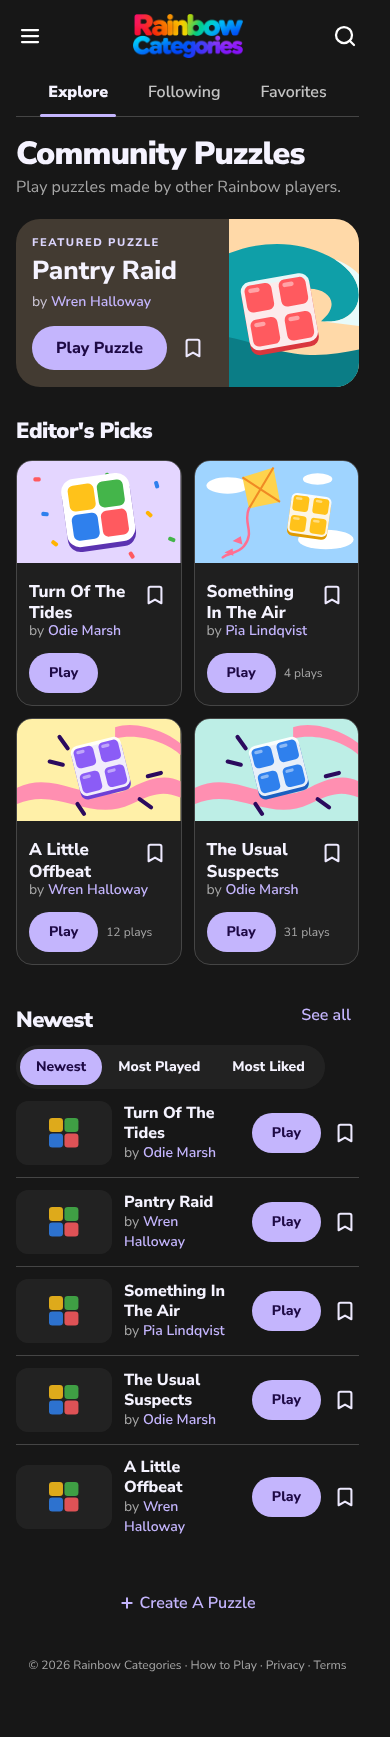 Rainbow
Categories
Explore
Following
Favorites
Community Puzzles
Play puzzles made by other Rainbow players.
FEATURED PUZZLE
Pantry Raid
by Wren Halloway
Play Puzzle
Editor's Picks
Turn Of The
Tides
by Odie Marsh
Play
Something
In The Air
by Pia Lindqvist
Play
4 plays
A Little
Offbeat
by Wren Halloway
Play
12 plays
The Usual
Suspects
by Odie Marsh
Play
31 plays
Newest
See all
Newest
Most Played
Most Liked
Turn Of The
Tides
by Odie Marsh
Play
Pantry Raid
by Wren
Halloway
Play
Something In
The Air
by Pia Lindqvist
Play
The Usual
Suspects
by Odie Marsh
Play
A Little
Offbeat
by Wren
Halloway
Play
+ Create A Puzzle
© 2026 Rainbow Categories · How to Play · Privacy · Terms